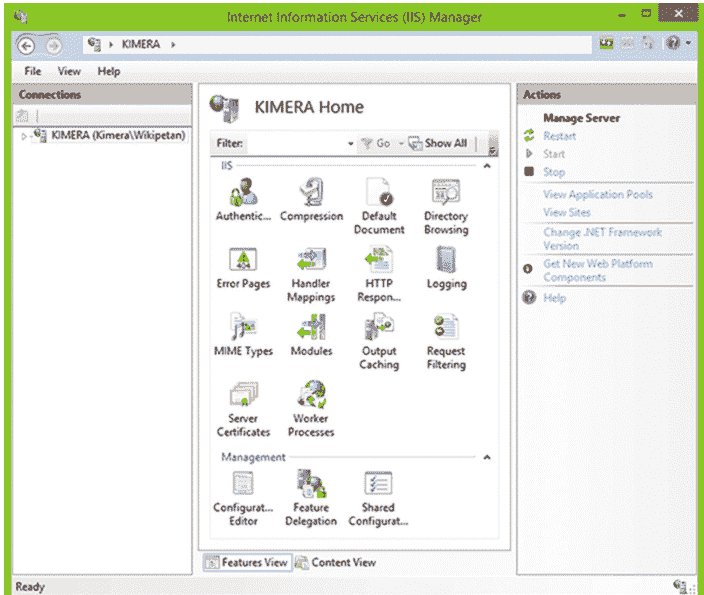 Internet Information Services (IIS) Manager
KIMERA
File View Help
Connections
KIMERA (Kimera\Wikipetan)
KIMERA Home
Filter: Go Show All
IIS
Authentic... Compression Default Document Directory Browsing
Error Pages Handler Mappings HTTP Respon... Logging
MIME Types Modules Output Caching Request Filtering
Server Certificates Worker Processes
Management
Configurat... Editor Feature Delegation Shared Configurat...
Features View Content View
Actions
Manage Server
Restart
Start
Stop
View Application Pools
View Sites
Change .NET Framework
Version
Get New Web Platform
Components
Help
Ready